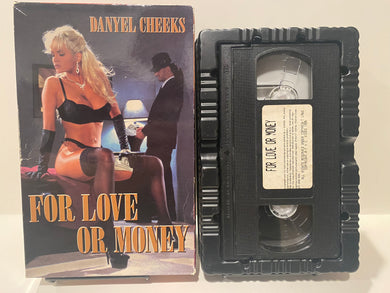 DANYEL CHEEKS
FOR LOVE
OR MONEY
FOR LOVE OR MONEY